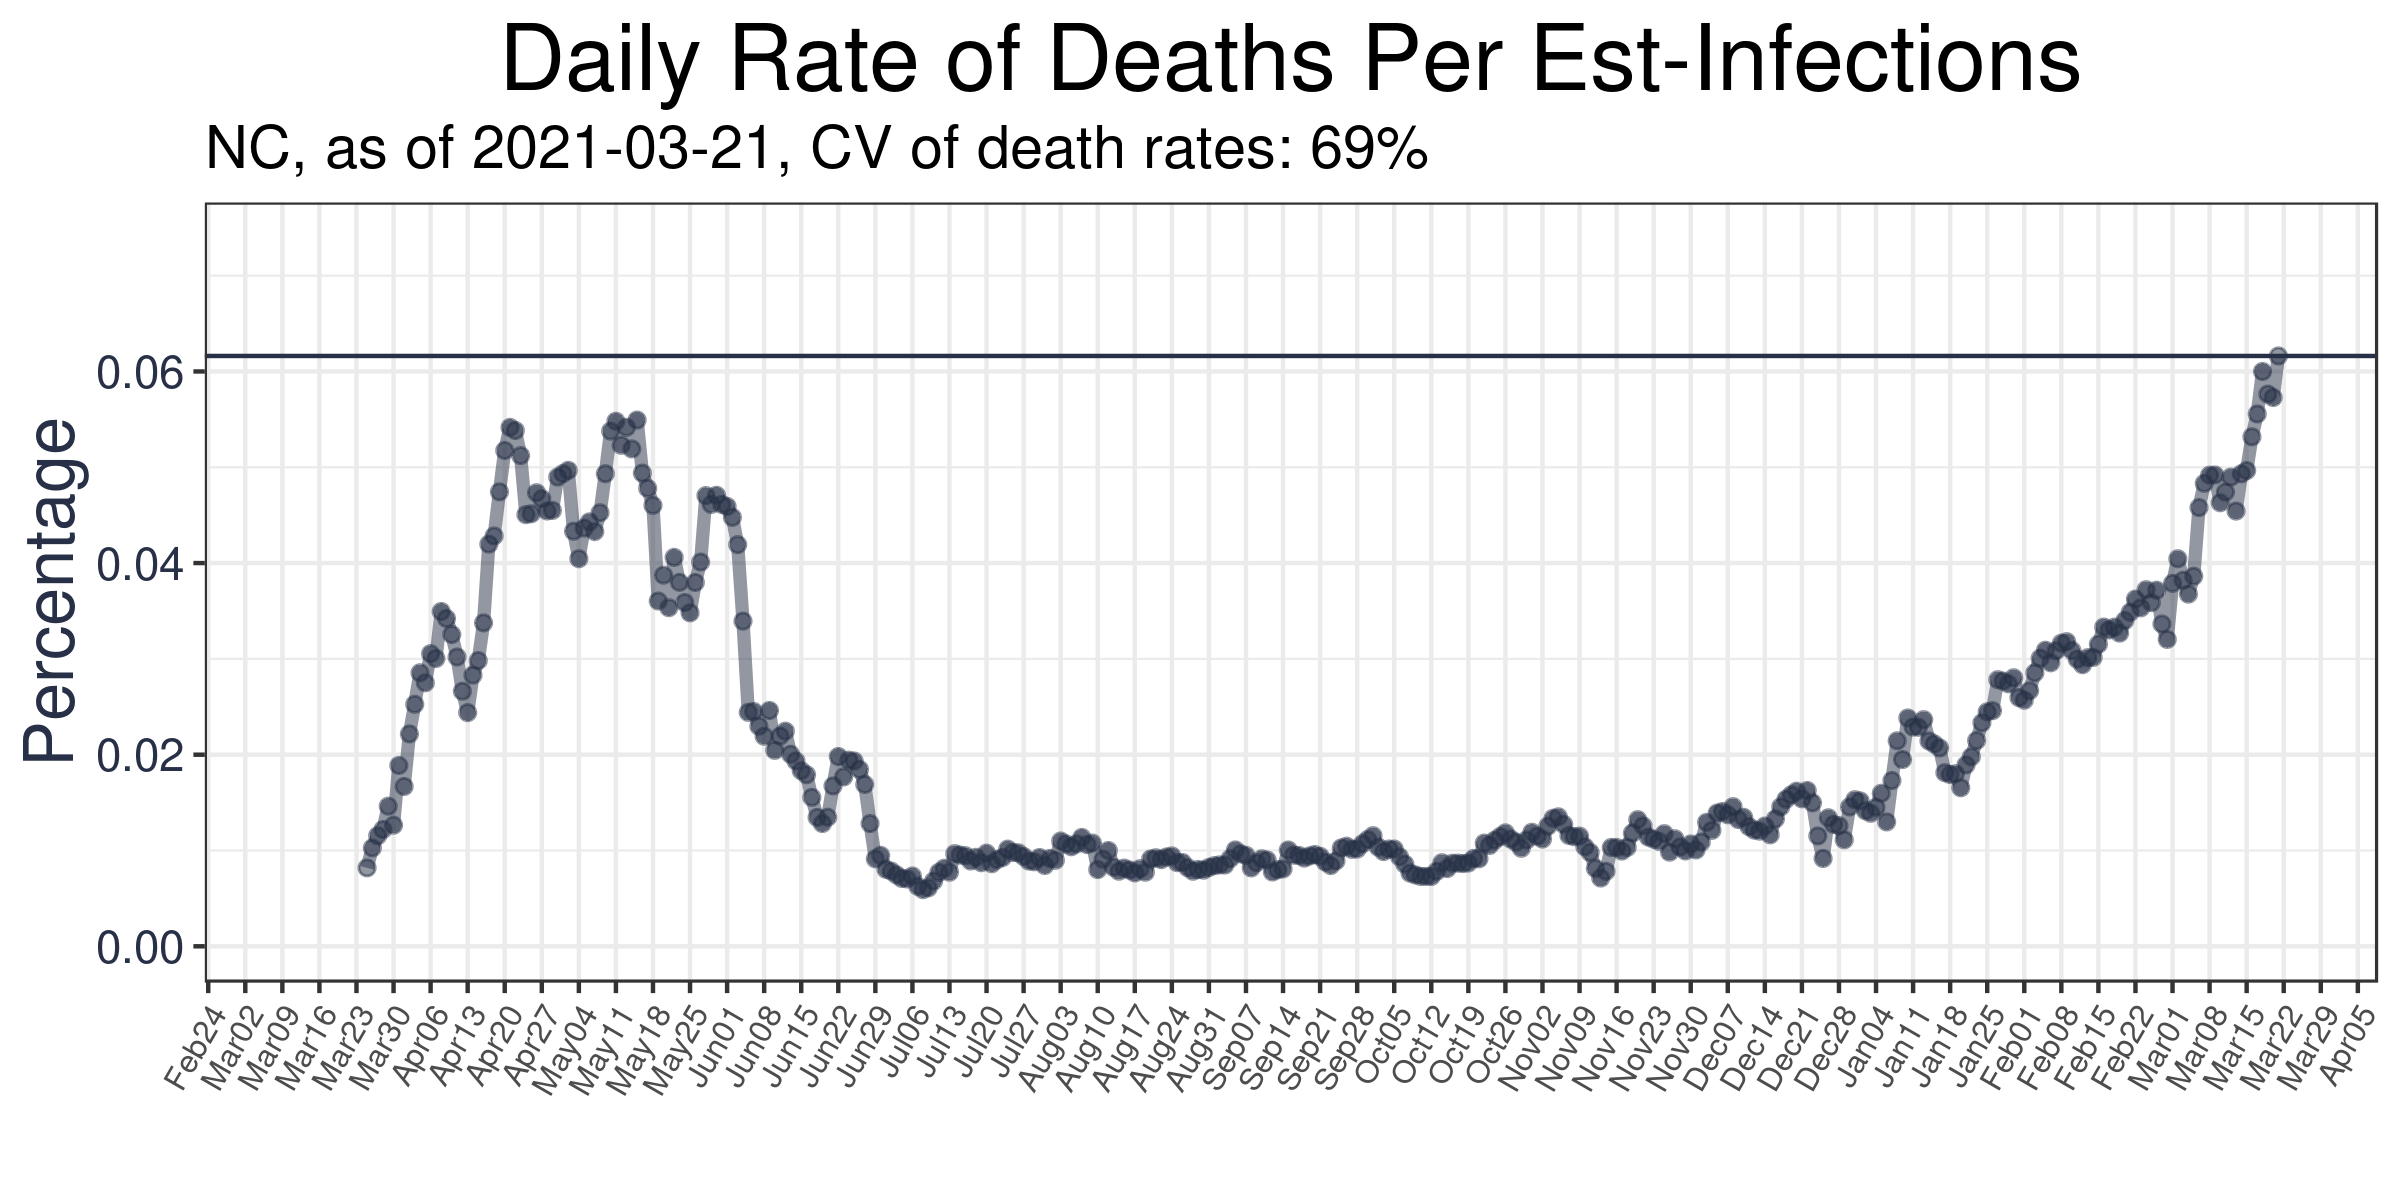 Daily Rate of Deaths Per Est-Infections
NC, as of 2021-03-21, CV of death rates: 69%
Percentage
0.06
0.04
0.02
0.00
Feb24
Mar02
Mar09
Mar16
Mar23
Mar30
Apr06
Apr13
Apr20
Apr27
May04
May11
May18
May25
Jun01
Jun08
Jun15
Jun22
Jun29
Jul06
Jul13
Jul20
Jul27
Aug03
Aug10
Aug17
Aug24
Aug31
Sep07
Sep14
Sep21
Sep28
Oct05
Oct12
Oct19
Oct26
Nov02
Nov09
Nov16
Nov23
Nov30
Dec07
Dec14
Dec21
Dec28
Jan04
Jan11
Jan18
Jan25
Feb01
Feb08
Feb15
Feb22
Mar01
Mar08
Mar15
Mar22
Mar29
Apr05